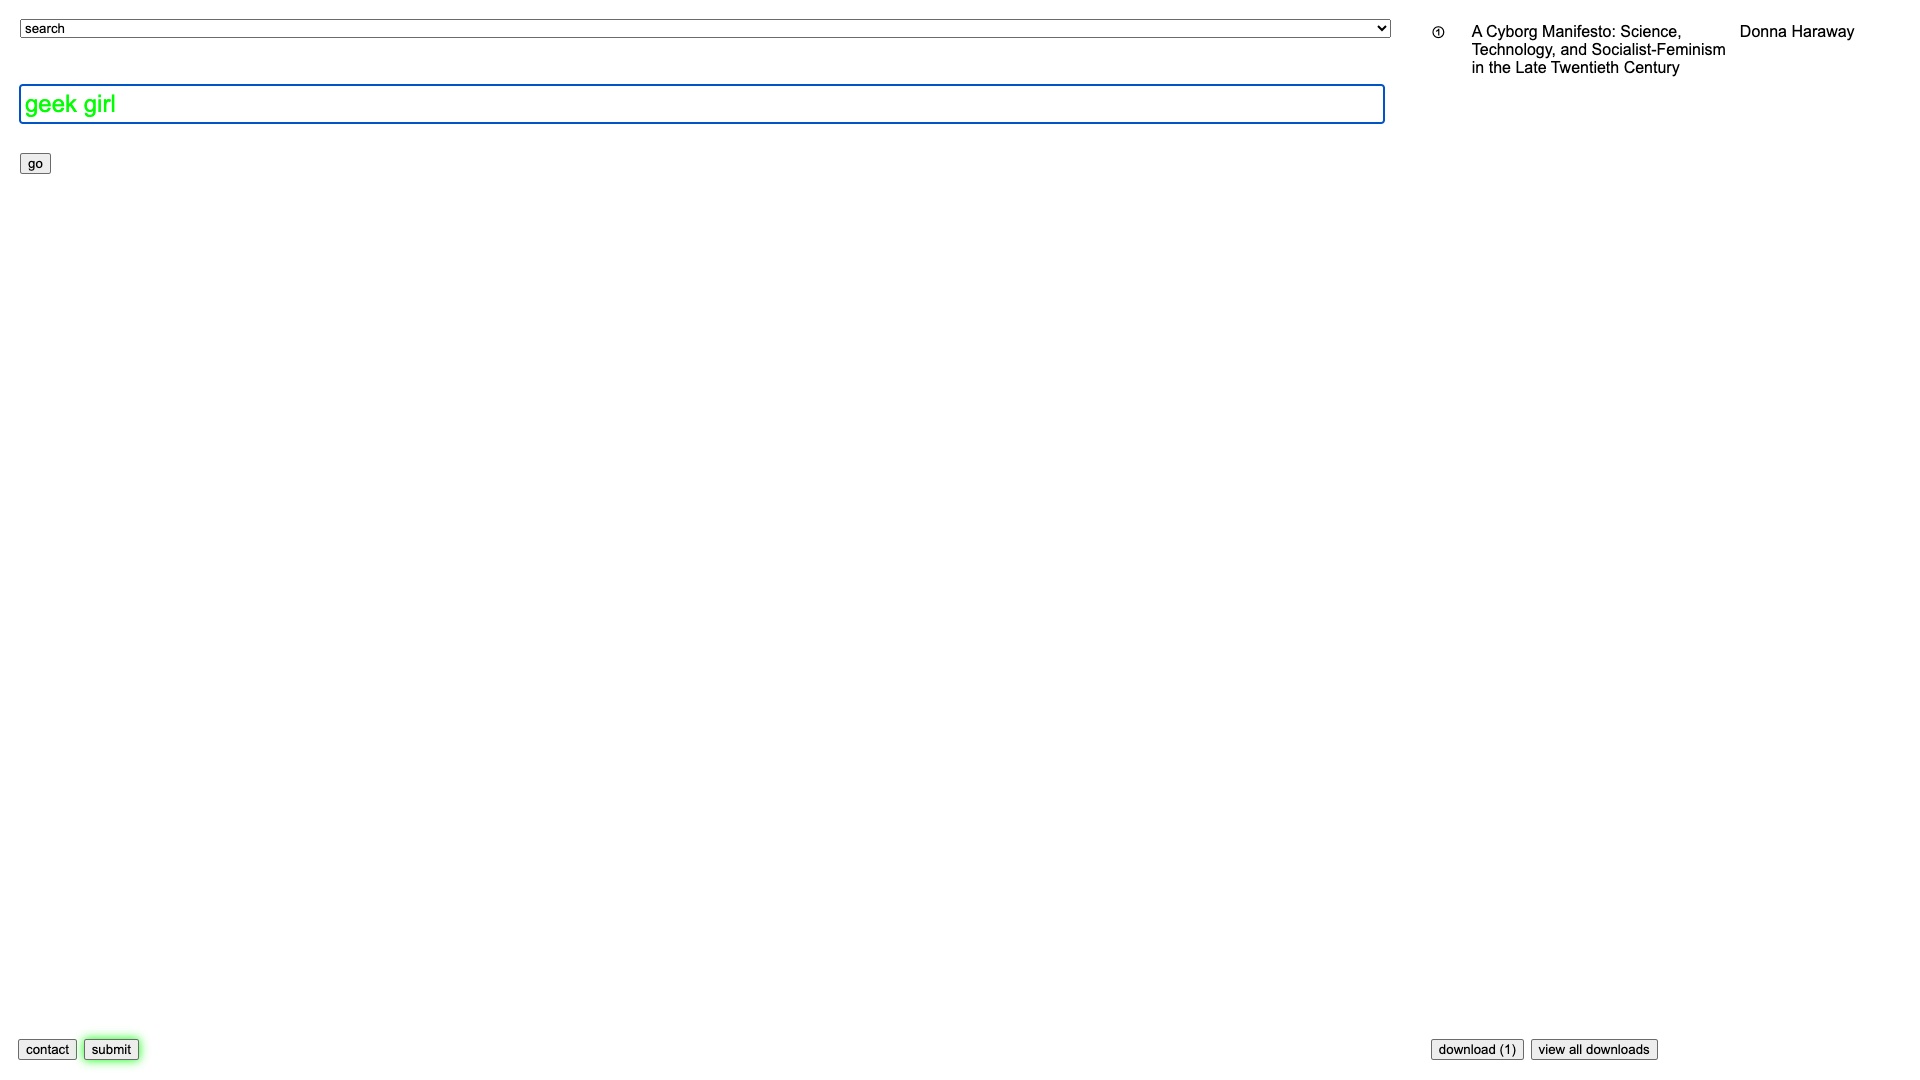 search
geek girl
go
① A Cyborg Manifesto: Science, Technology, and Socialist-Feminism in the Late Twentieth Century Donna Haraway
contact submit
download (1) view all downloads